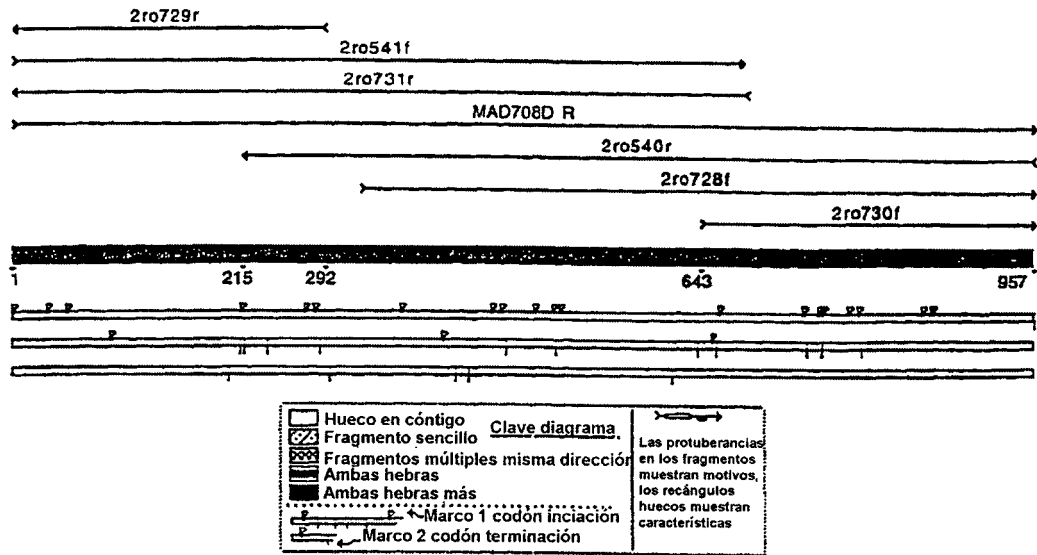 2ro729r
2ro541f
2ro731r
MAD708D R
2ro540r
2ro728f
2ro730f
1 215 292 643 957
Clave diagrama
Hueco en cóntigo
Fragmento sencillo
Fragmentos múltiples misma dirección
Ambas hebras
Ambas hebras más
Marco 1 codón inciación
Marco 2 codón terminación
Las protuberancias
en los fragmentos
muestran motivos,
los recángulos
huecos muestran
características